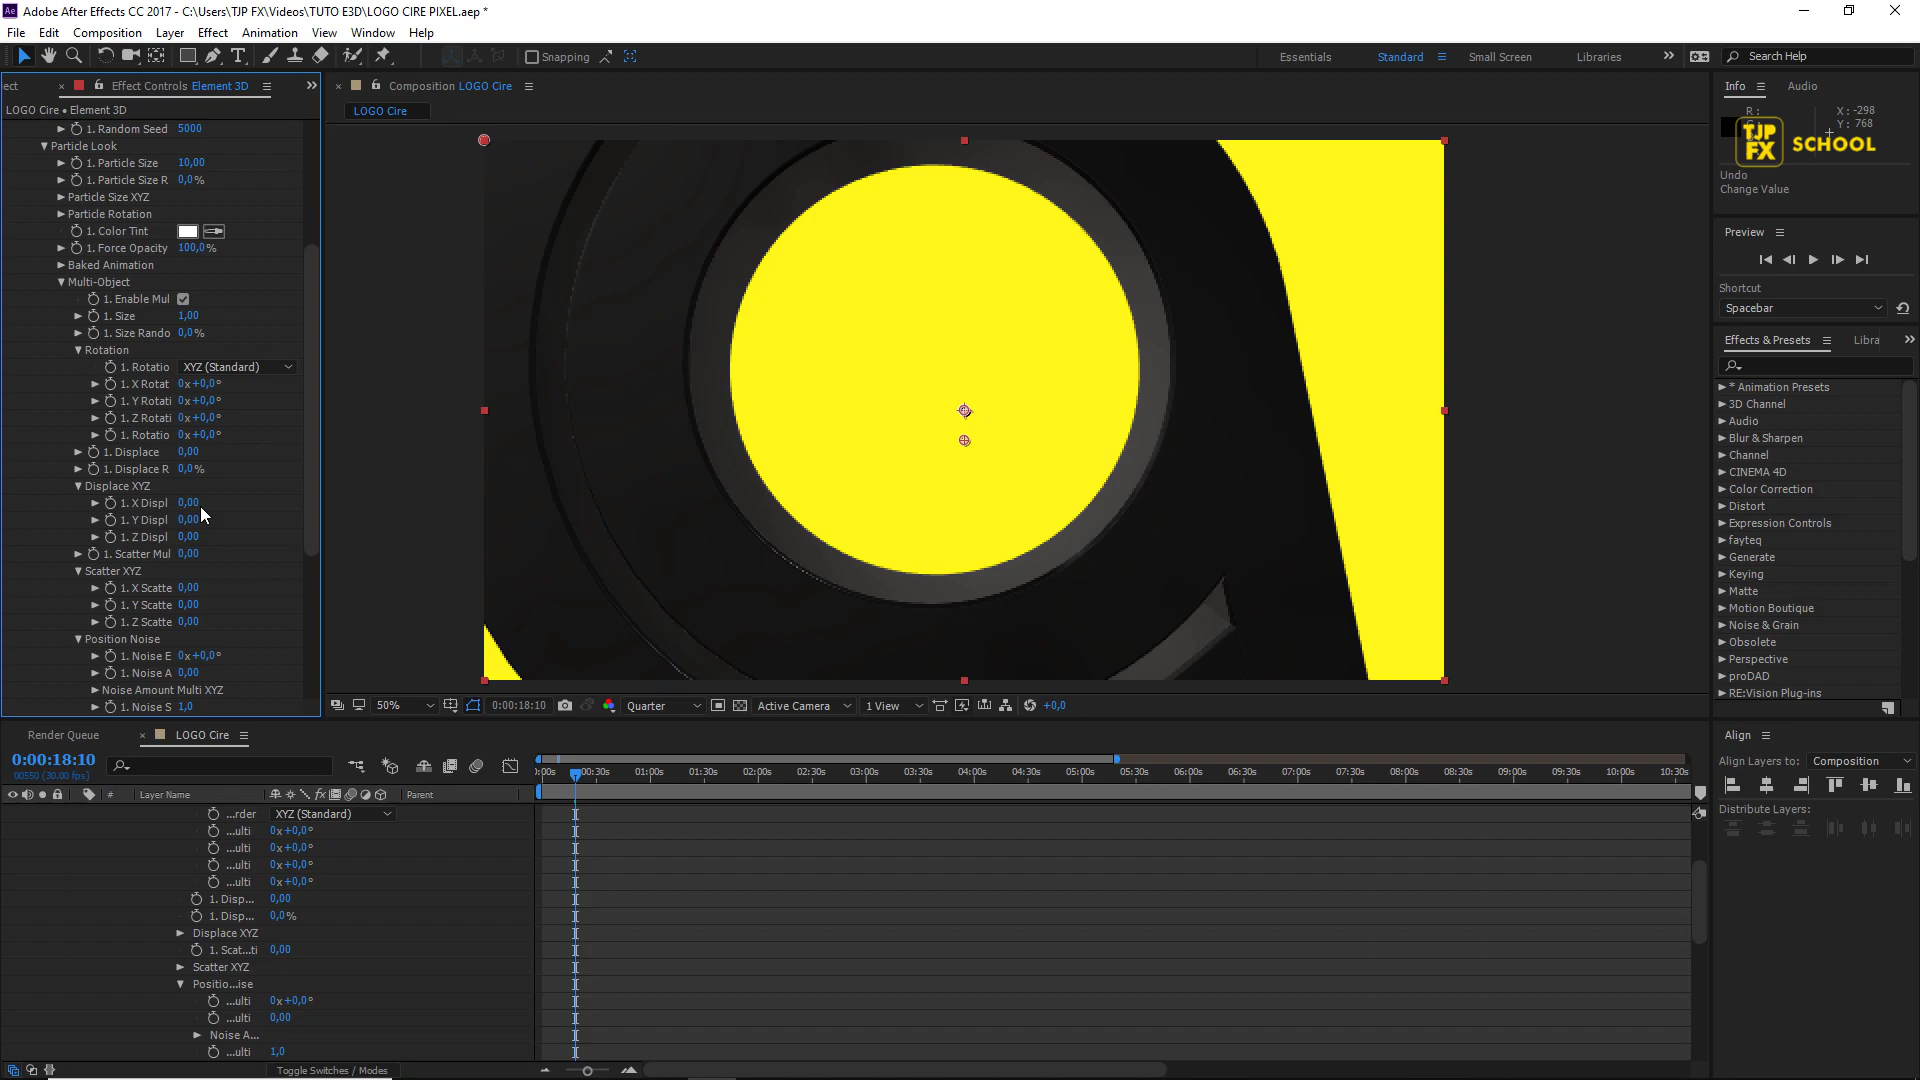 Ae Adobe After Effects CC 2017 - C:\Users\TJP FX\Videos\TUTO E3D\LOGO CIRE PIXEL.aep *
File Edit Composition Layer Effect Animation View Window Help
Snapping
Essentials Standard Small Screen Libraries Search Help
ect Effect Controls Element 3D
LOGO Cire • Element 3D
1. Random Seed 5000
Particle Look
1. Particle Size 10,00
1. Particle Size R 0,0%
Particle Size XYZ
Particle Rotation
1. Color Tint
1. Force Opacity 100,0%
Baked Animation
Multi-Object
1. Enable Mul
1. Size 1,00
1. Size Rando 0,0%
Rotation
1. Rotatio XYZ (Standard)
1. X Rotat 0x+0,0°
1. Y Rotati 0x+0,0°
1. Z Rotati 0x+0,0°
1. Rotatio 0x+0,0°
1. Displace 0,00
1. Displace R 0,0%
Displace XYZ
1. X Displ 0,00
1. Y Displ 0,00
1. Z Displ 0,00
1. Scatter Mul 0,00
Scatter XYZ
1. X Scatte 0,00
1. Y Scatte 0,00
1. Z Scatte 0,00
Position Noise
1. Noise E 0x+0,0°
1. Noise A 0,00
Noise Amount Multi XYZ
1. Noise S 1,0
Composition LOGO Cire
LOGO Cire
50% 0:00:18:10 Quarter Active Camera 1 View +0,0
Info Audio
R: X: -298
Y: 768
TJP FX SCHOOL
Undo
Change Value
Preview
Shortcut
Spacebar
Effects & Presets Libra
* Animation Presets
3D Channel
Audio
Blur & Sharpen
Channel
CINEMA 4D
Color Correction
Distort
Expression Controls
fayteq
Generate
Keying
Matte
Motion Boutique
Noise & Grain
Obsolete
Perspective
proDAD
RE:Vision Plug-ins
Align
Align Layers to: Composition
Distribute Layers:
Render Queue LOGO Cire
0:00:18:10
00550 (30.00 fps)
# Layer Name Parent
0:00s 00:30s 01:00s 01:30s 02:00s 02:30s 03:00s 03:30s 04:00s 04:30s 05:00s 05:30s 06:00s 06:30s 07:00s 07:30s 08:00s 08:30s 09:00s 09:30s 10:00s 10:30s
...rder XYZ (Standard)
...ulti 0x+0,0°
...ulti 0x+0,0°
...ulti 0x+0,0°
...ulti 0x+0,0°
1. Disp... 0,00
1. Disp... 0,0%
Displace XYZ
1. Scat...ti 0,00
Scatter XYZ
Positio...ise
...ulti 0x+0,0°
...ulti 0,00
Noise A...
...ulti 1,0
Toggle Switches / Modes